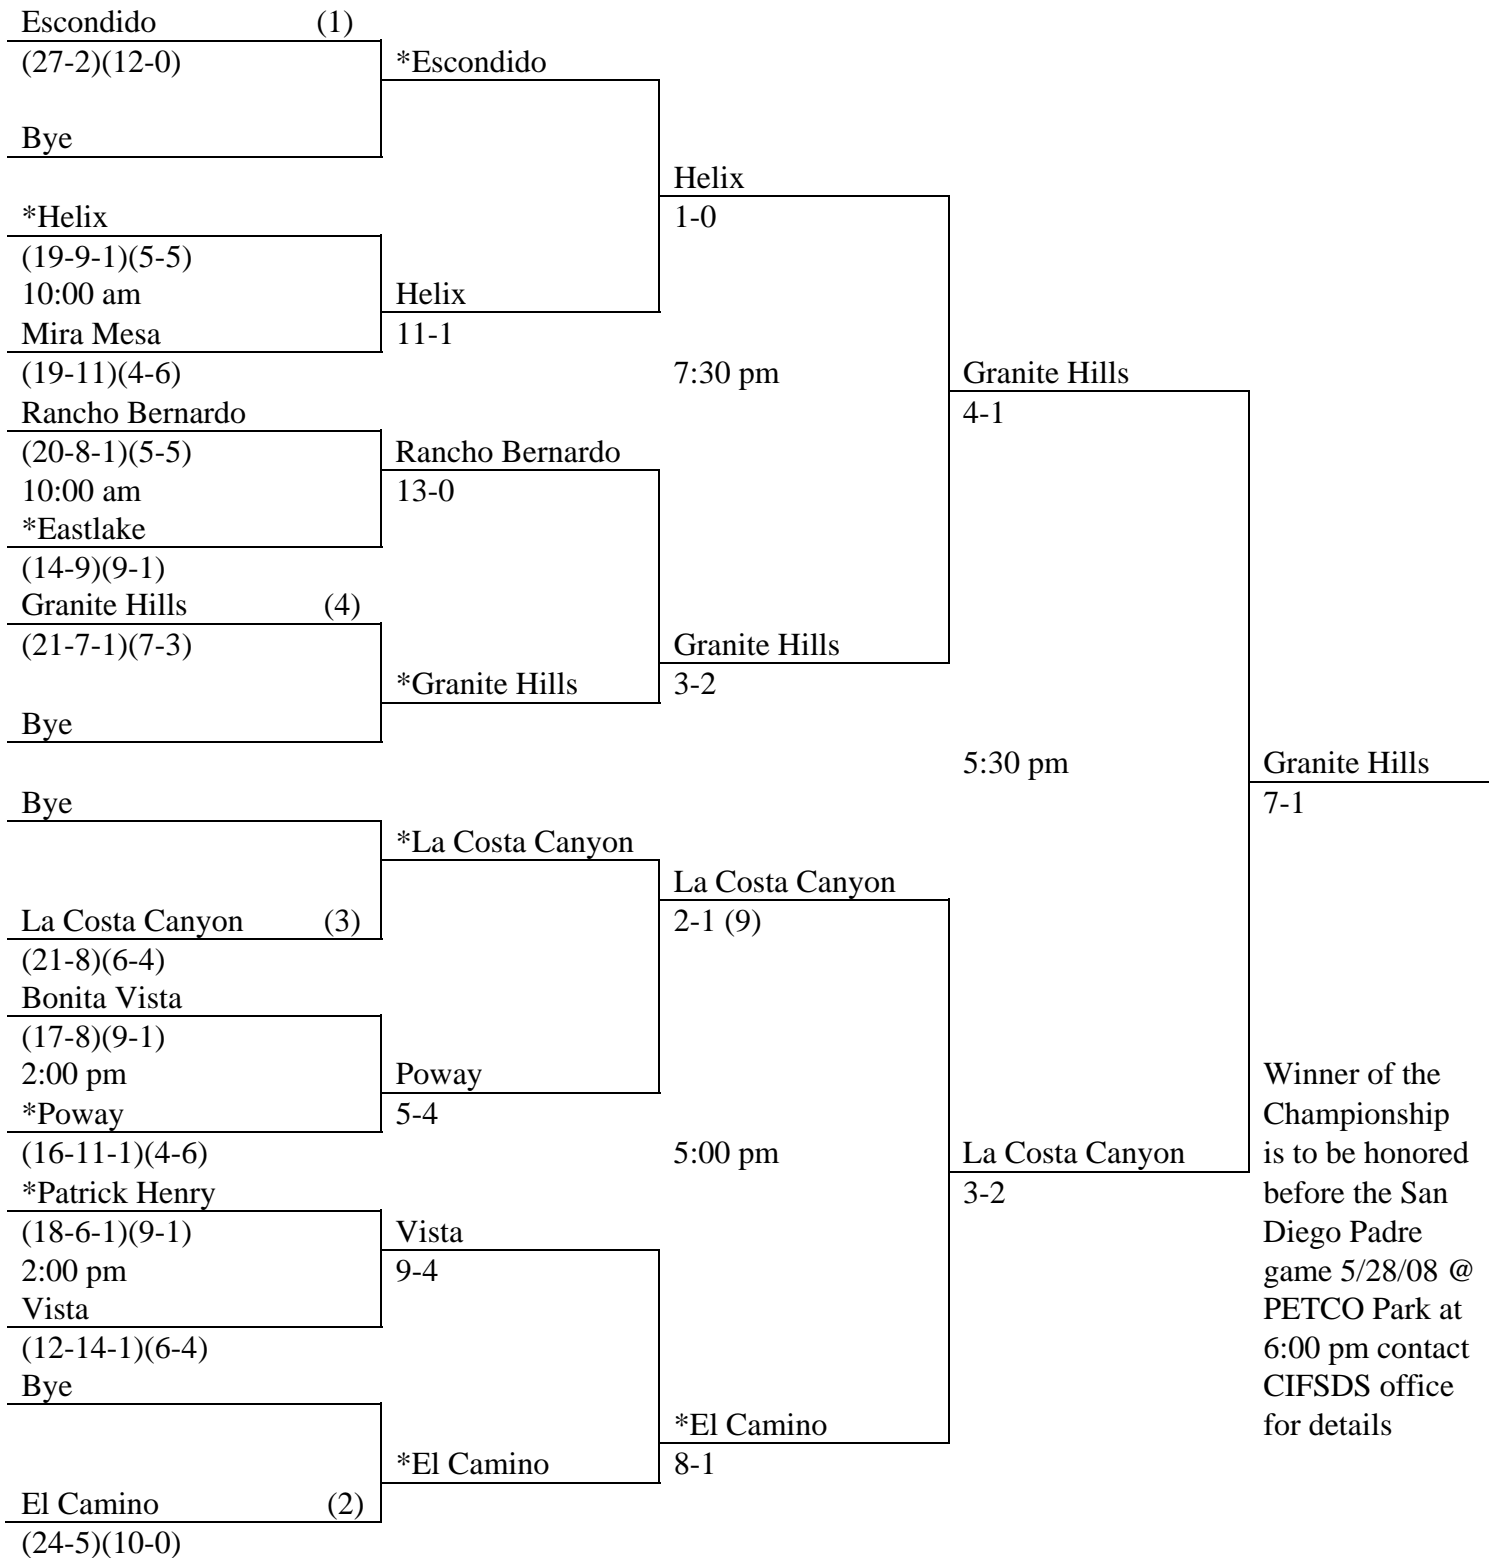 Escondido (1)
(27-2)(12-0)
Bye
*Helix
(19-9-1)(5-5)
10:00 am
Mira Mesa
(19-11)(4-6)
Rancho Bernardo
(20-8-1)(5-5)
10:00 am
*Eastlake
(14-9)(9-1)
Granite Hills (4)
(21-7-1)(7-3)
Bye
Bye
La Costa Canyon (3)
(21-8)(6-4)
Bonita Vista
(17-8)(9-1)
2:00 pm
*Poway
(16-11-1)(4-6)
*Patrick Henry
(18-6-1)(9-1)
2:00 pm
Vista
(12-14-1)(6-4)
Bye
El Camino (2)
(24-5)(10-0)
*Escondido
Helix
11-1
Rancho Bernardo
13-0
*Granite Hills
*La Costa Canyon
Poway
5-4
Vista
9-4
*El Camino
Helix
1-0
7:30 pm
Granite Hills
3-2
La Costa Canyon
2-1 (9)
5:00 pm
*El Camino
8-1
Granite Hills
4-1
5:30 pm
La Costa Canyon
3-2
Granite Hills
7-1
Winner of the
Championship
is to be honored
before the San
Diego Padre
game 5/28/08 @
PETCO Park at
6:00 pm contact
CIFSDS office
for details